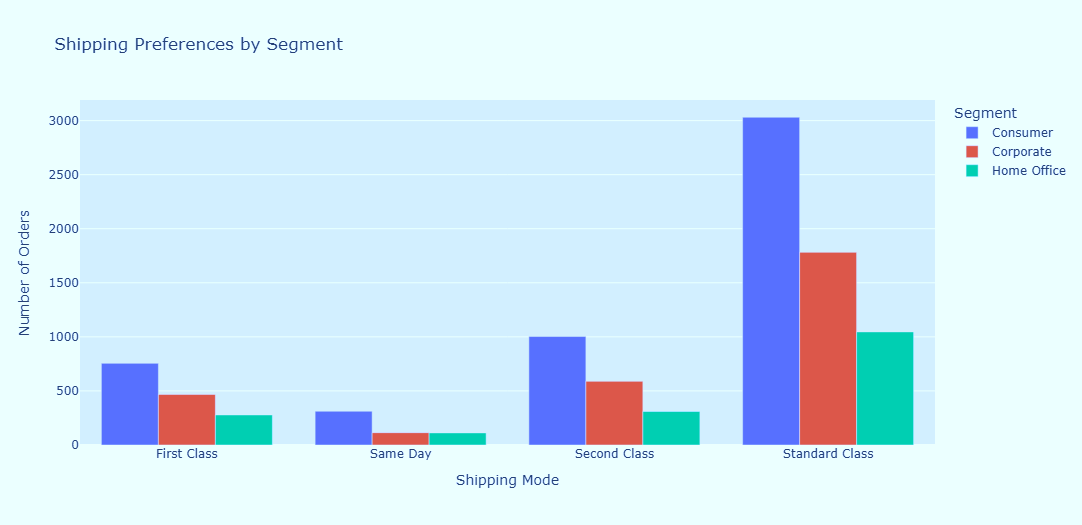 Shipping Preferences by Segment
Segment
Consumer
Corporate
Home Office
Number of Orders
3000
2500
2000
1500
1000
500
0
First Class Same Day Second Class Standard Class
Shipping Mode